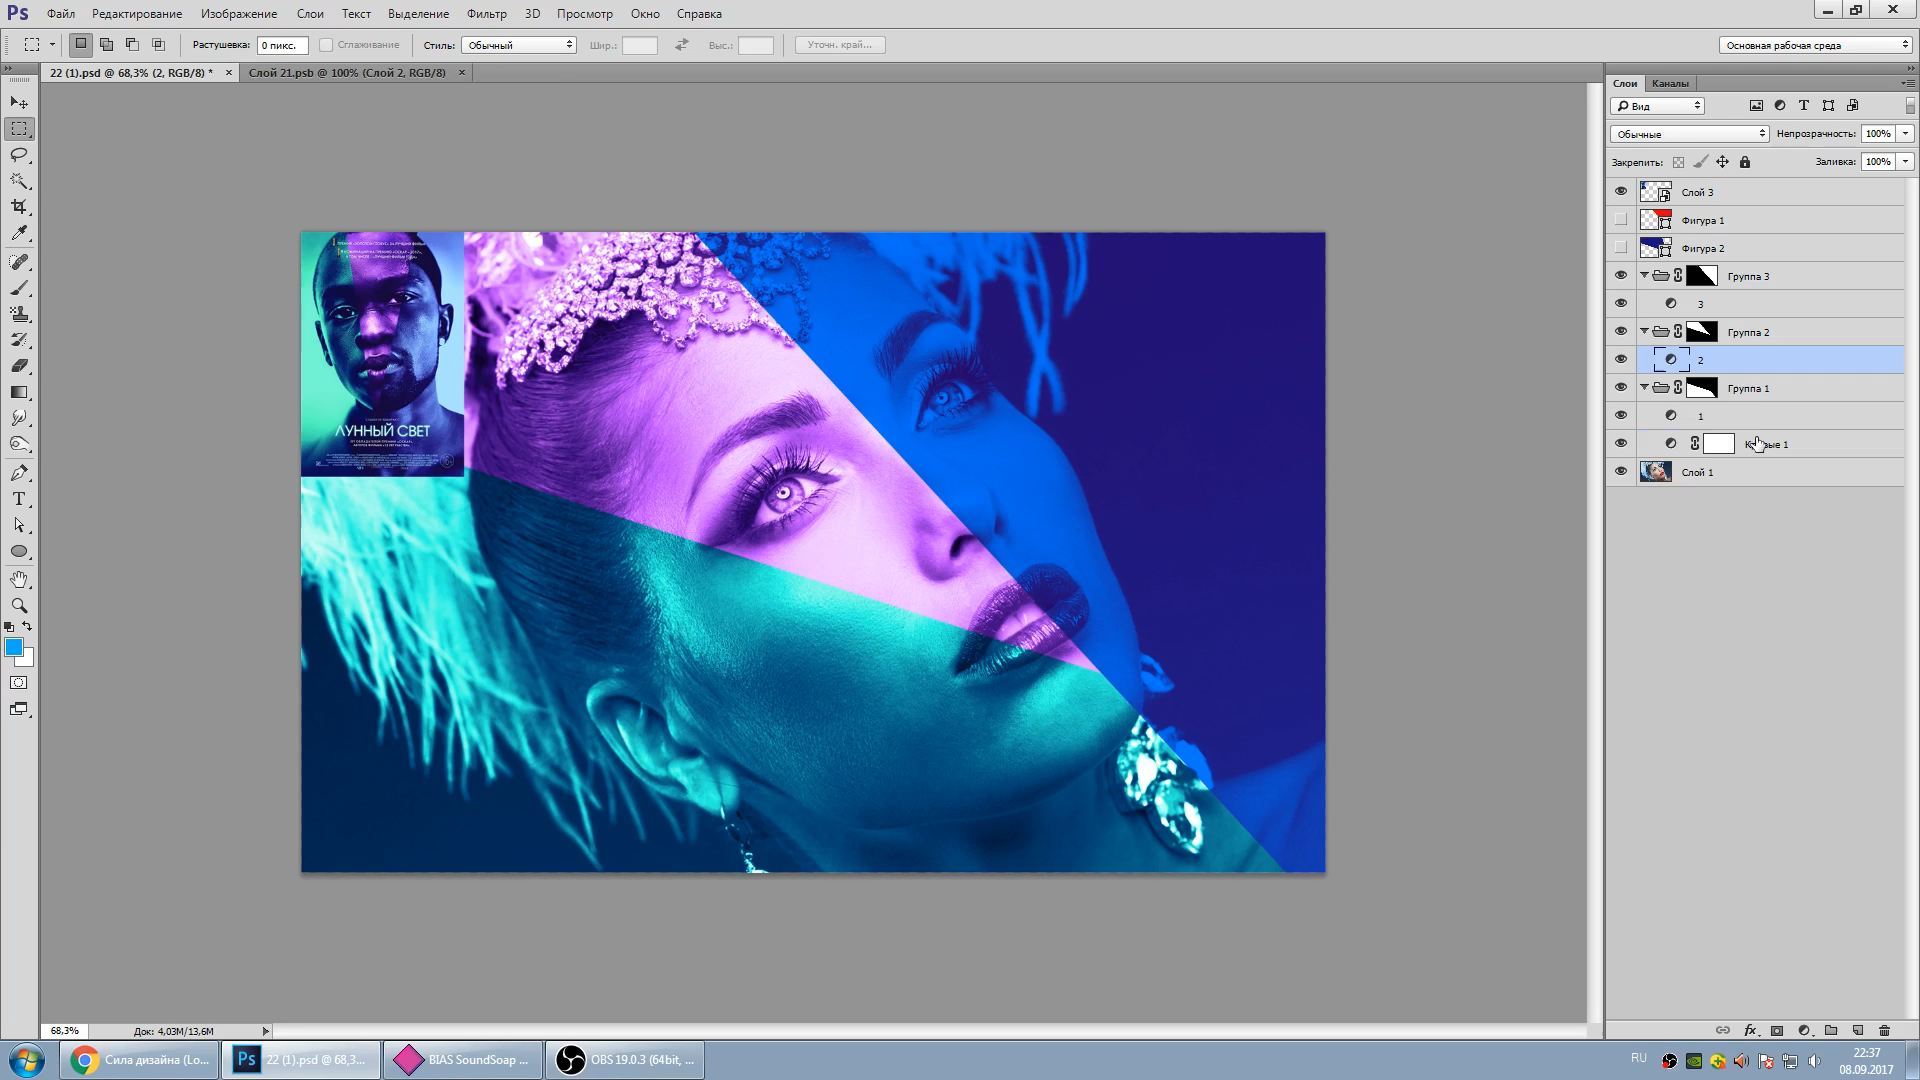 Ps Файл Редактирование Изображение Слои Текст Выделение Фильтр 3D Просмотр Окно Справка
Растушевка: 0 пикс. Сглаживание Стиль: Обычный Шир.: Выс.: Уточн. край... Основная рабочая среда
22 (1).psd @ 68,3% (2, RGB/8) * × Слой 21.psb @ 100% (Слой 2, RGB/8) ×
Слои Каналы
Вид
Обычные Непрозрачность: 100%
Закрепить: Заливка: 100%
Слой 3
Фигура 1
Фигура 2
Группа 3
3
Группа 2
2
Группа 1
1
1
Слой 1
ЛУННЫЙ СВЕТ
68,3% Док: 4,03M/13,6M
fx
Сила дизайна (Lo... Ps 22 (1).psd @ 68,3... BIAS SoundSoap ... OBS 19.0.3 (64bit, ... RU 22:37
08.09.2017